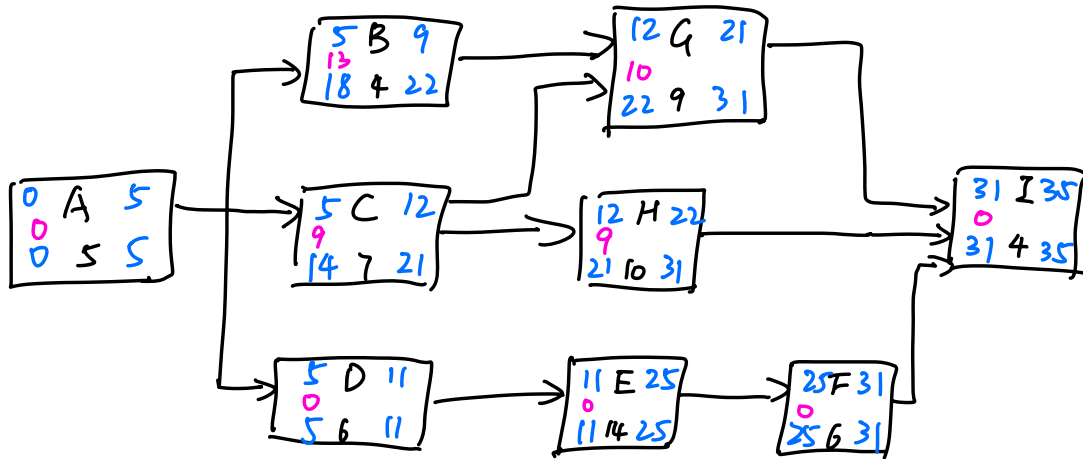 5 B 9
13
18 4 22
12 G 21
10
22 9 31
0 A 5
0
0 5 5
5 C 12
9
14 7 21
12 H 22
9
21 10 31
31 I 35
0
31 4 35
5 D 11
0
5 6 11
11 E 25
0
11 14 25
25 F 31
0
25 6 31